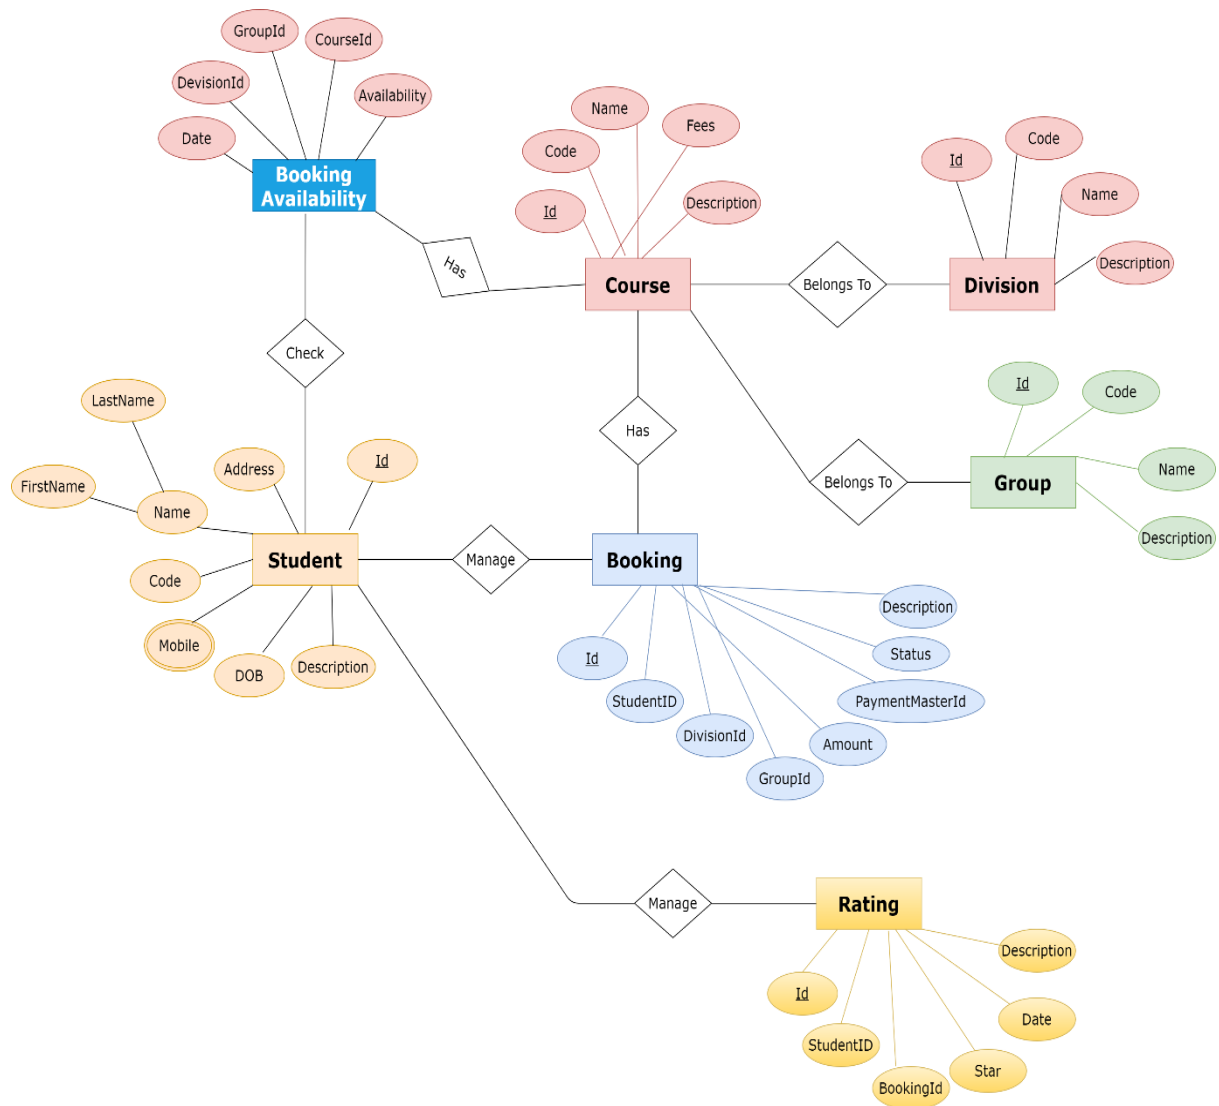 GroupId
CourseId
DevisionId
Availability
Date
Booking
Availability
Name
Fees
Code
Id
Description
Id
Code
Name
Description
Has
Course
Belongs To
Division
Check
Has
Id
Code
Belongs To
Group
Name
Description
LastName
FirstName
Name
Address
Id
Student
Manage
Booking
Code
Mobile
DOB
Description
Id
StudentID
DivisionId
GroupId
Amount
PaymentMasterId
Status
Description
Manage
Rating
Id
StudentID
BookingId
Star
Date
Description